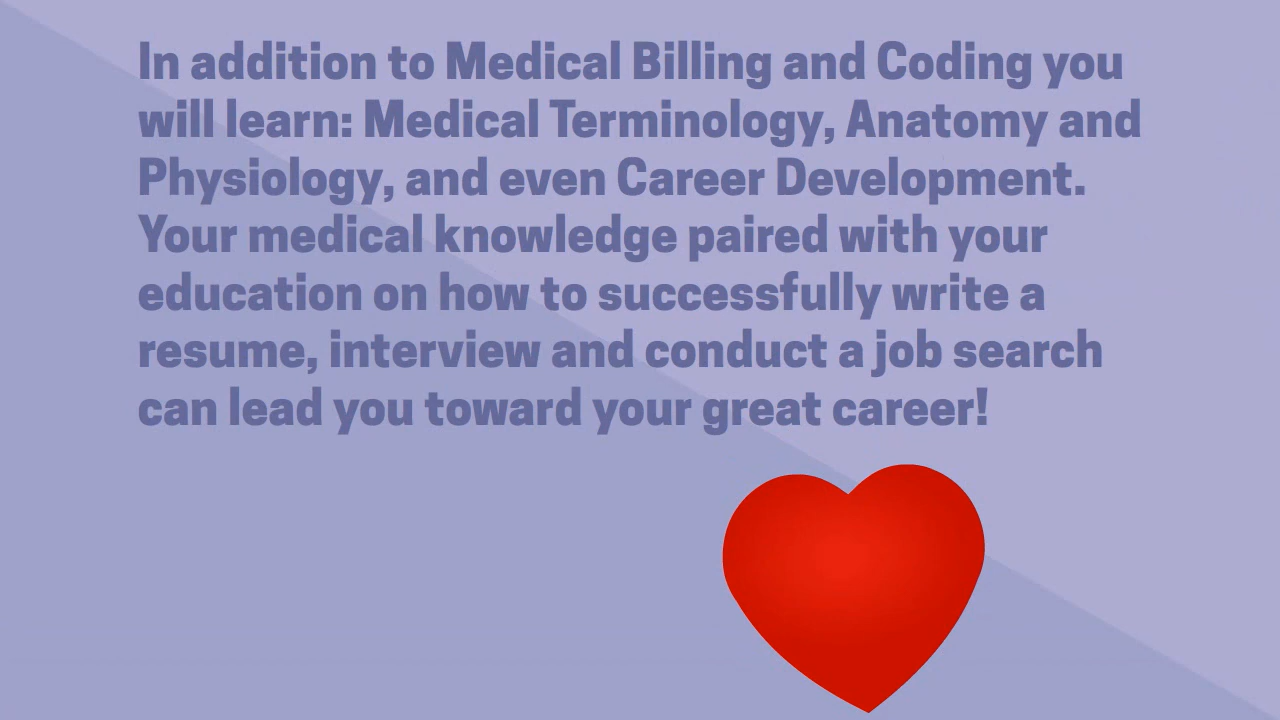 In addition to Medical Billing and Coding you
will learn: Medical Terminology, Anatomy and
Physiology, and even Career Development.
Your medical knowledge paired with your
education on how to successfully write a
resume, interview and conduct a job search
can lead you toward your great career!